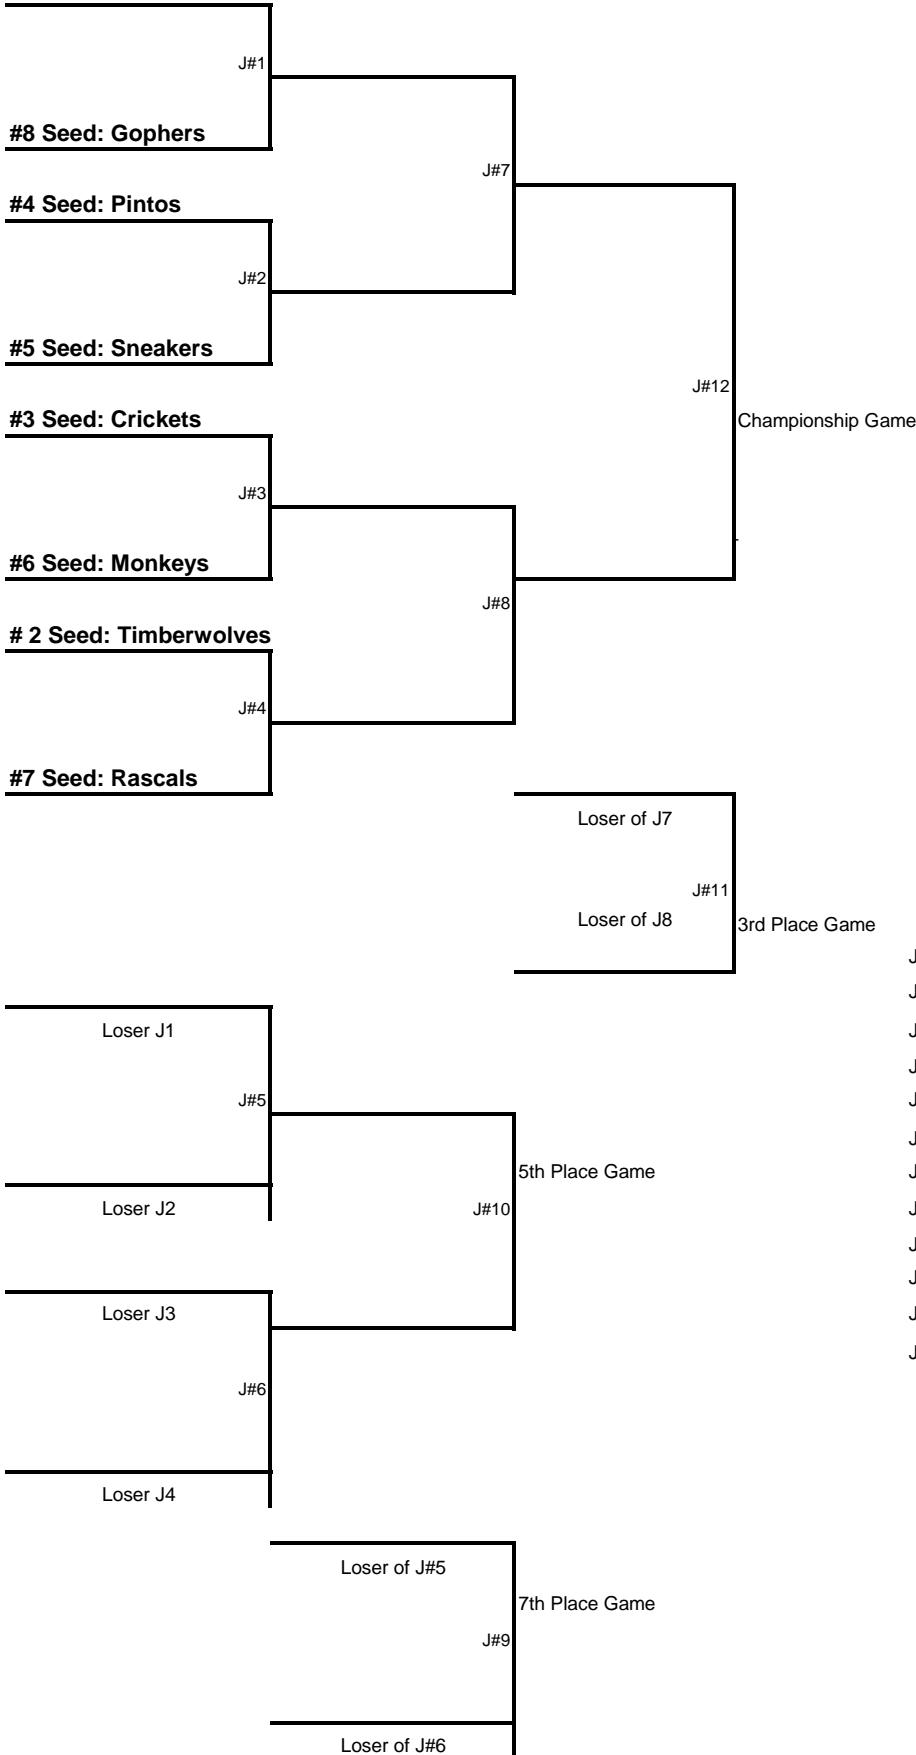 J#1
#8 Seed: Gophers
J#7
#4 Seed: Pintos
J#2
#5 Seed: Sneakers
J#12
#3 Seed: Crickets
Championship Game
J#3
#6 Seed: Monkeys
J#8
# 2 Seed: Timberwolves
J#4
#7 Seed: Rascals
Loser of J7
J#11
Loser of J8
3rd Place Game
J
J
Loser J1
J
J
J#5
J
J
5th Place Game
J
Loser J2
J#10
J
J
J
Loser J3
J
J
J#6
Loser J4
Loser of J#5
7th Place Game
J#9
Loser of J#6